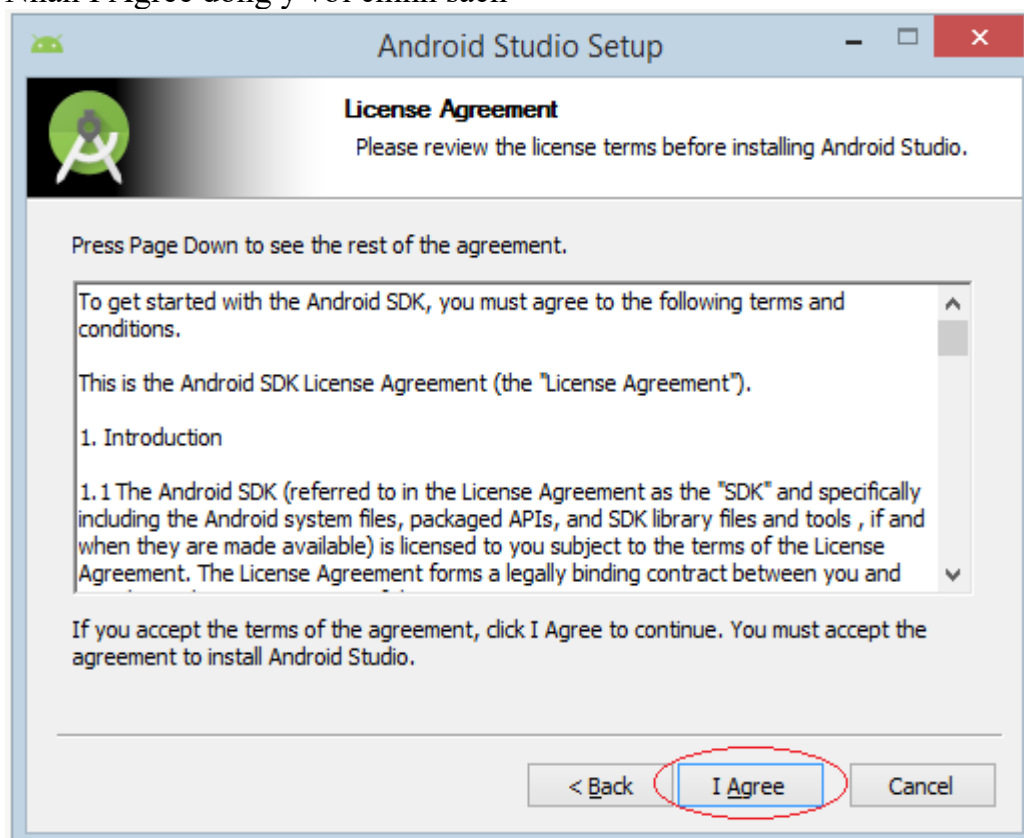 Nhấn I Agree đồng ý với chính sách
Android Studio Setup
License Agreement
Please review the license terms before installing Android Studio.
Press Page Down to see the rest of the agreement.
To get started with the Android SDK, you must agree to the following terms and
conditions.
This is the Android SDK License Agreement (the "License Agreement").
1. Introduction
1.1 The Android SDK (referred to in the License Agreement as the "SDK" and specifically
including the Android system files, packaged APIs, and SDK library files and tools , if and
when they are made available) is licensed to you subject to the terms of the License
Agreement. The License Agreement forms a legally binding contract between you and
If you accept the terms of the agreement, click I Agree to continue. You must accept the
agreement to install Android Studio.
< Back
I Agree
Cancel